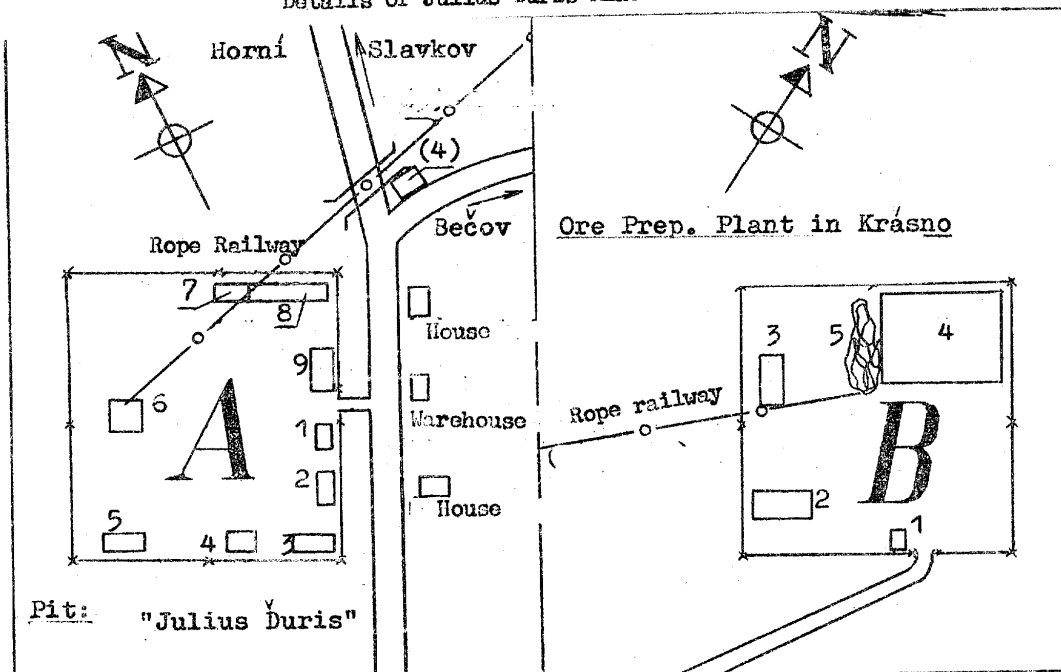 Details of Julius Duris
N
Horní Slavkov
(4)
Bečov
Rope Railway
7
8
9
6
A
1
2
5
4
3
House
Warehouse
House
Pit: "Julius Ďuris"
N
Ore Prep. Plant in Krásno
3
5
4
Rope railway
B
2
1